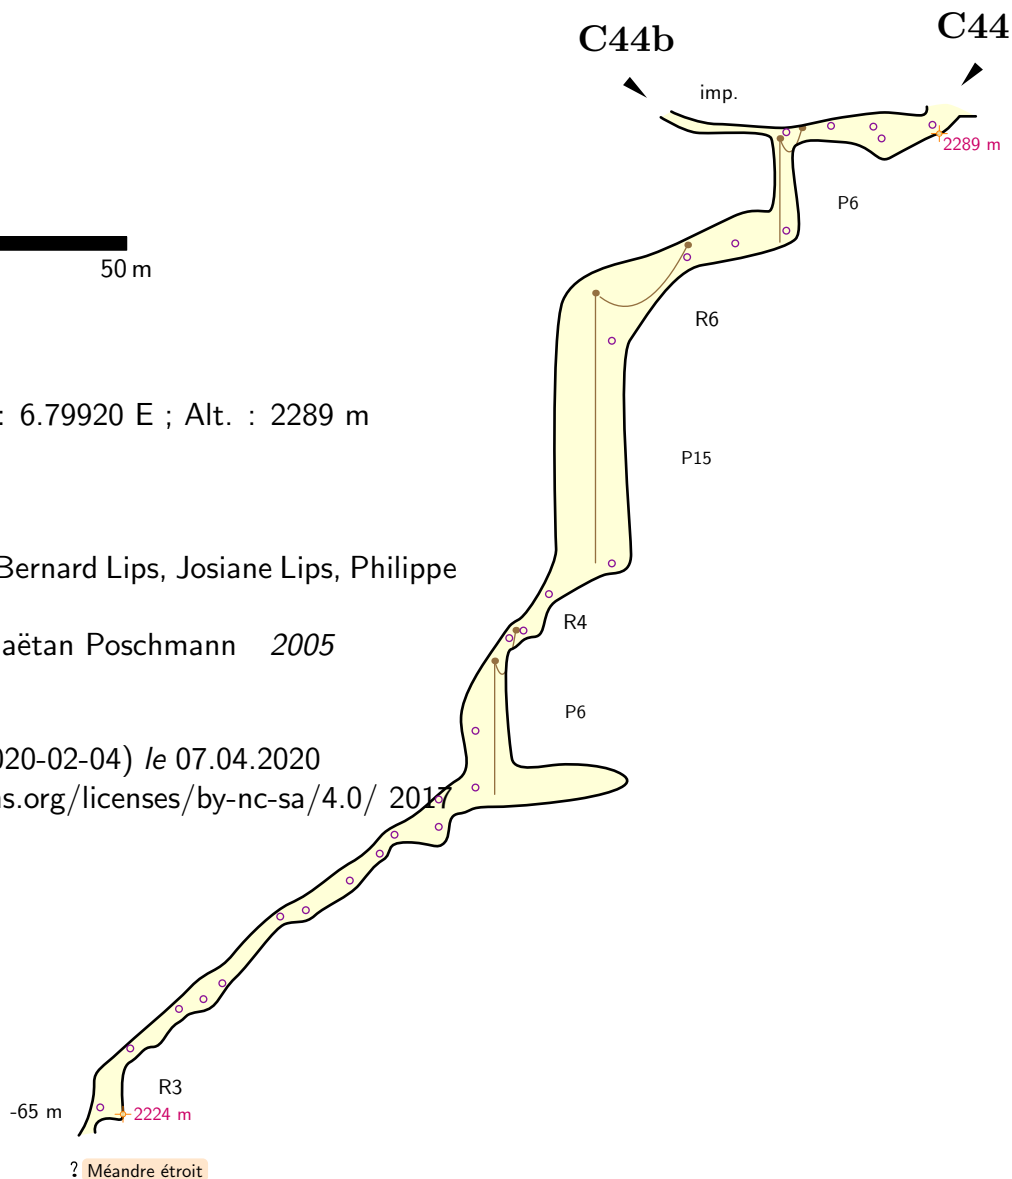 C44b
C44
imp.
2289 m
P6
50 m
R6
: 6.79920 E ; Alt. : 2289 m
P15
Bernard Lips, Josiane Lips, Philippe
R4
aëtan Poschmann 2005
P6
020-02-04) le 07.04.2020
ns.org/licenses/by-nc-sa/4.0/ 2017
R3
-65 m
2224 m
? Méandre étroit